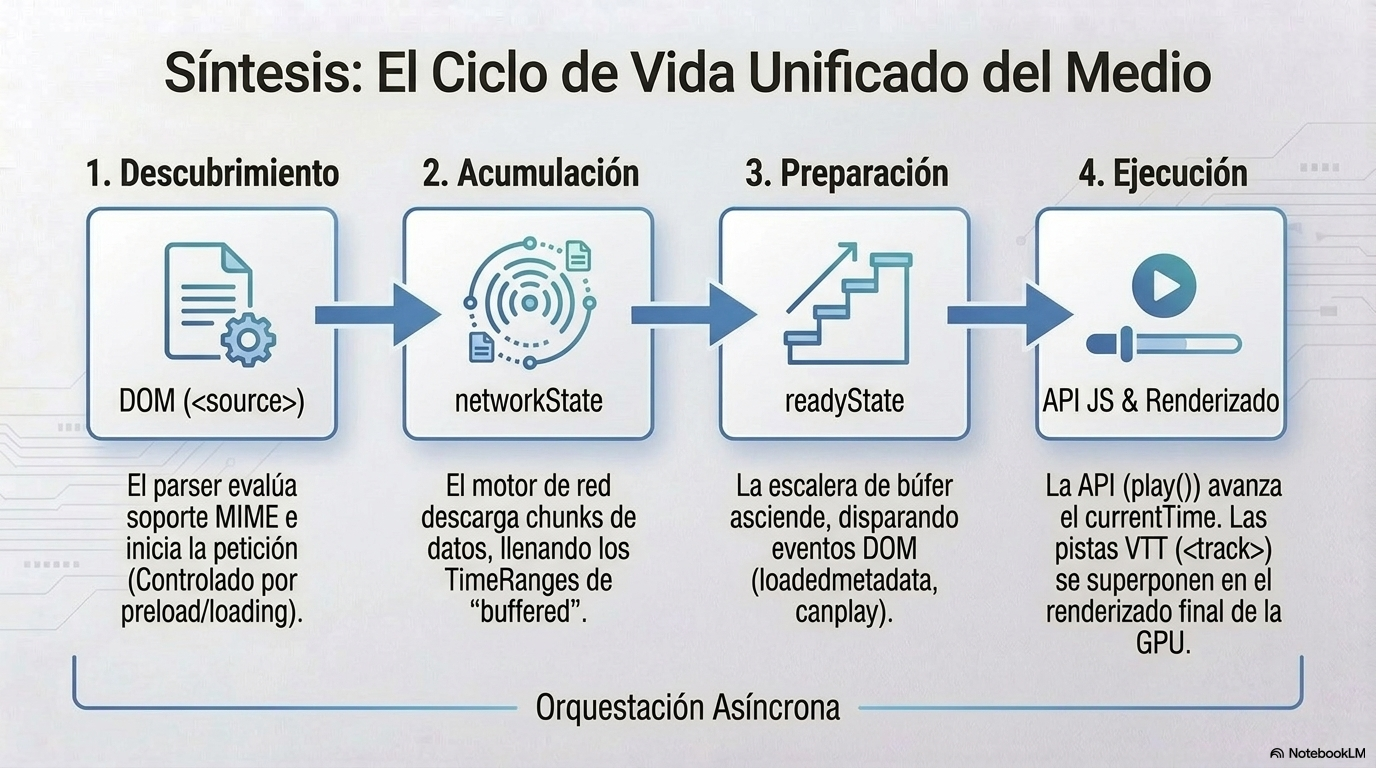 Síntesis: El Ciclo de Vida Unificado del Medio
1. Descubrimiento
DOM (<source>)
El parser evalúa
soporte MIME e
inicia la petición
(Controlado por
preload/loading).
2. Acumulación
networkState
El motor de red
descarga chunks de
datos, llenando los
TimeRanges de
“buffered”.
3. Preparación
readyState
La escalera de búfer
asciende, disparando
eventos DOM
(loadedmetadata,
canplay).
4. Ejecución
API JS & Renderizado
La API (play()) avanza
el currentTime. Las
pistas VTT (<track>)
se superponen en el
renderizado final de la
GPU.
Orquestación Asíncrona
NotebookLM